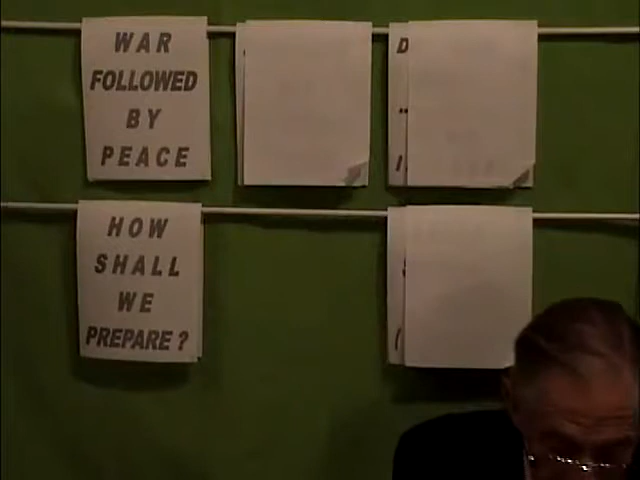 WAR
FOLLOWED
BY
PEACE
D
I
HOW
SHALL
WE
PREPARE?
(